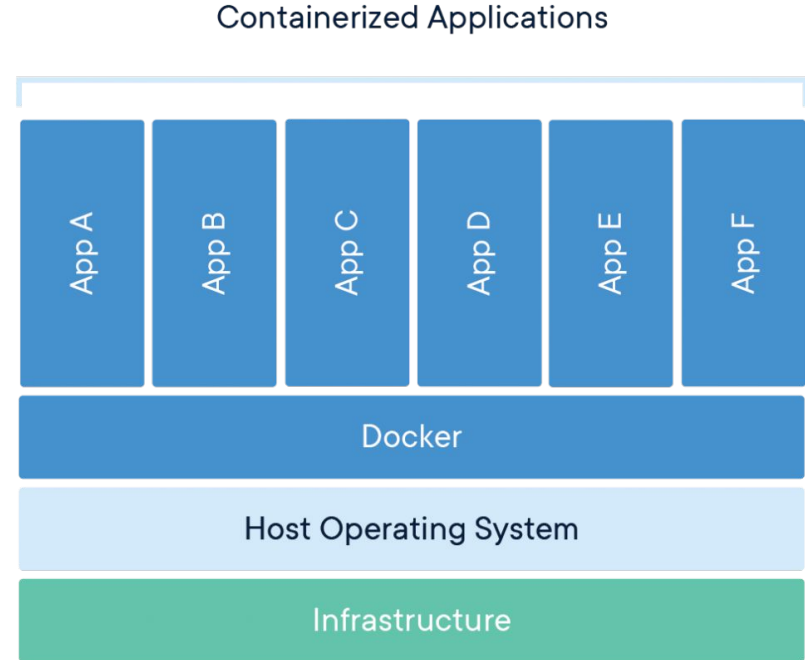 Containerized Applications
App A
App B
App C
App D
App E
App F
Docker
Host Operating System
Infrastructure